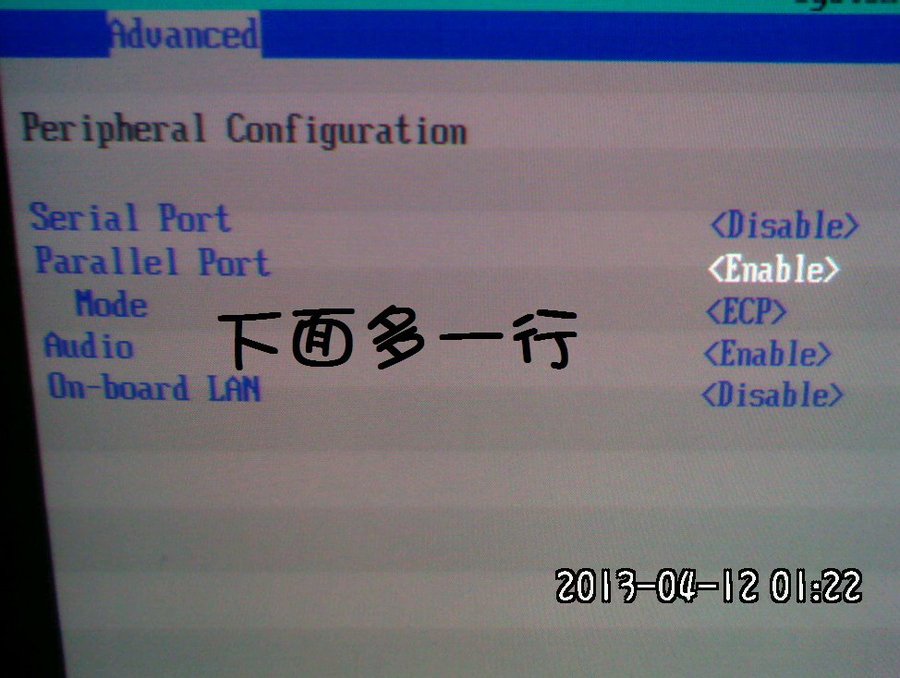 Advanced
Peripheral Configuration
Serial Port <Disable>
Parallel Port <Enable>
Mode <ECP>
Audio <Enable>
On-board LAN <Disable>
下面多一行
2013-04-12 01:22